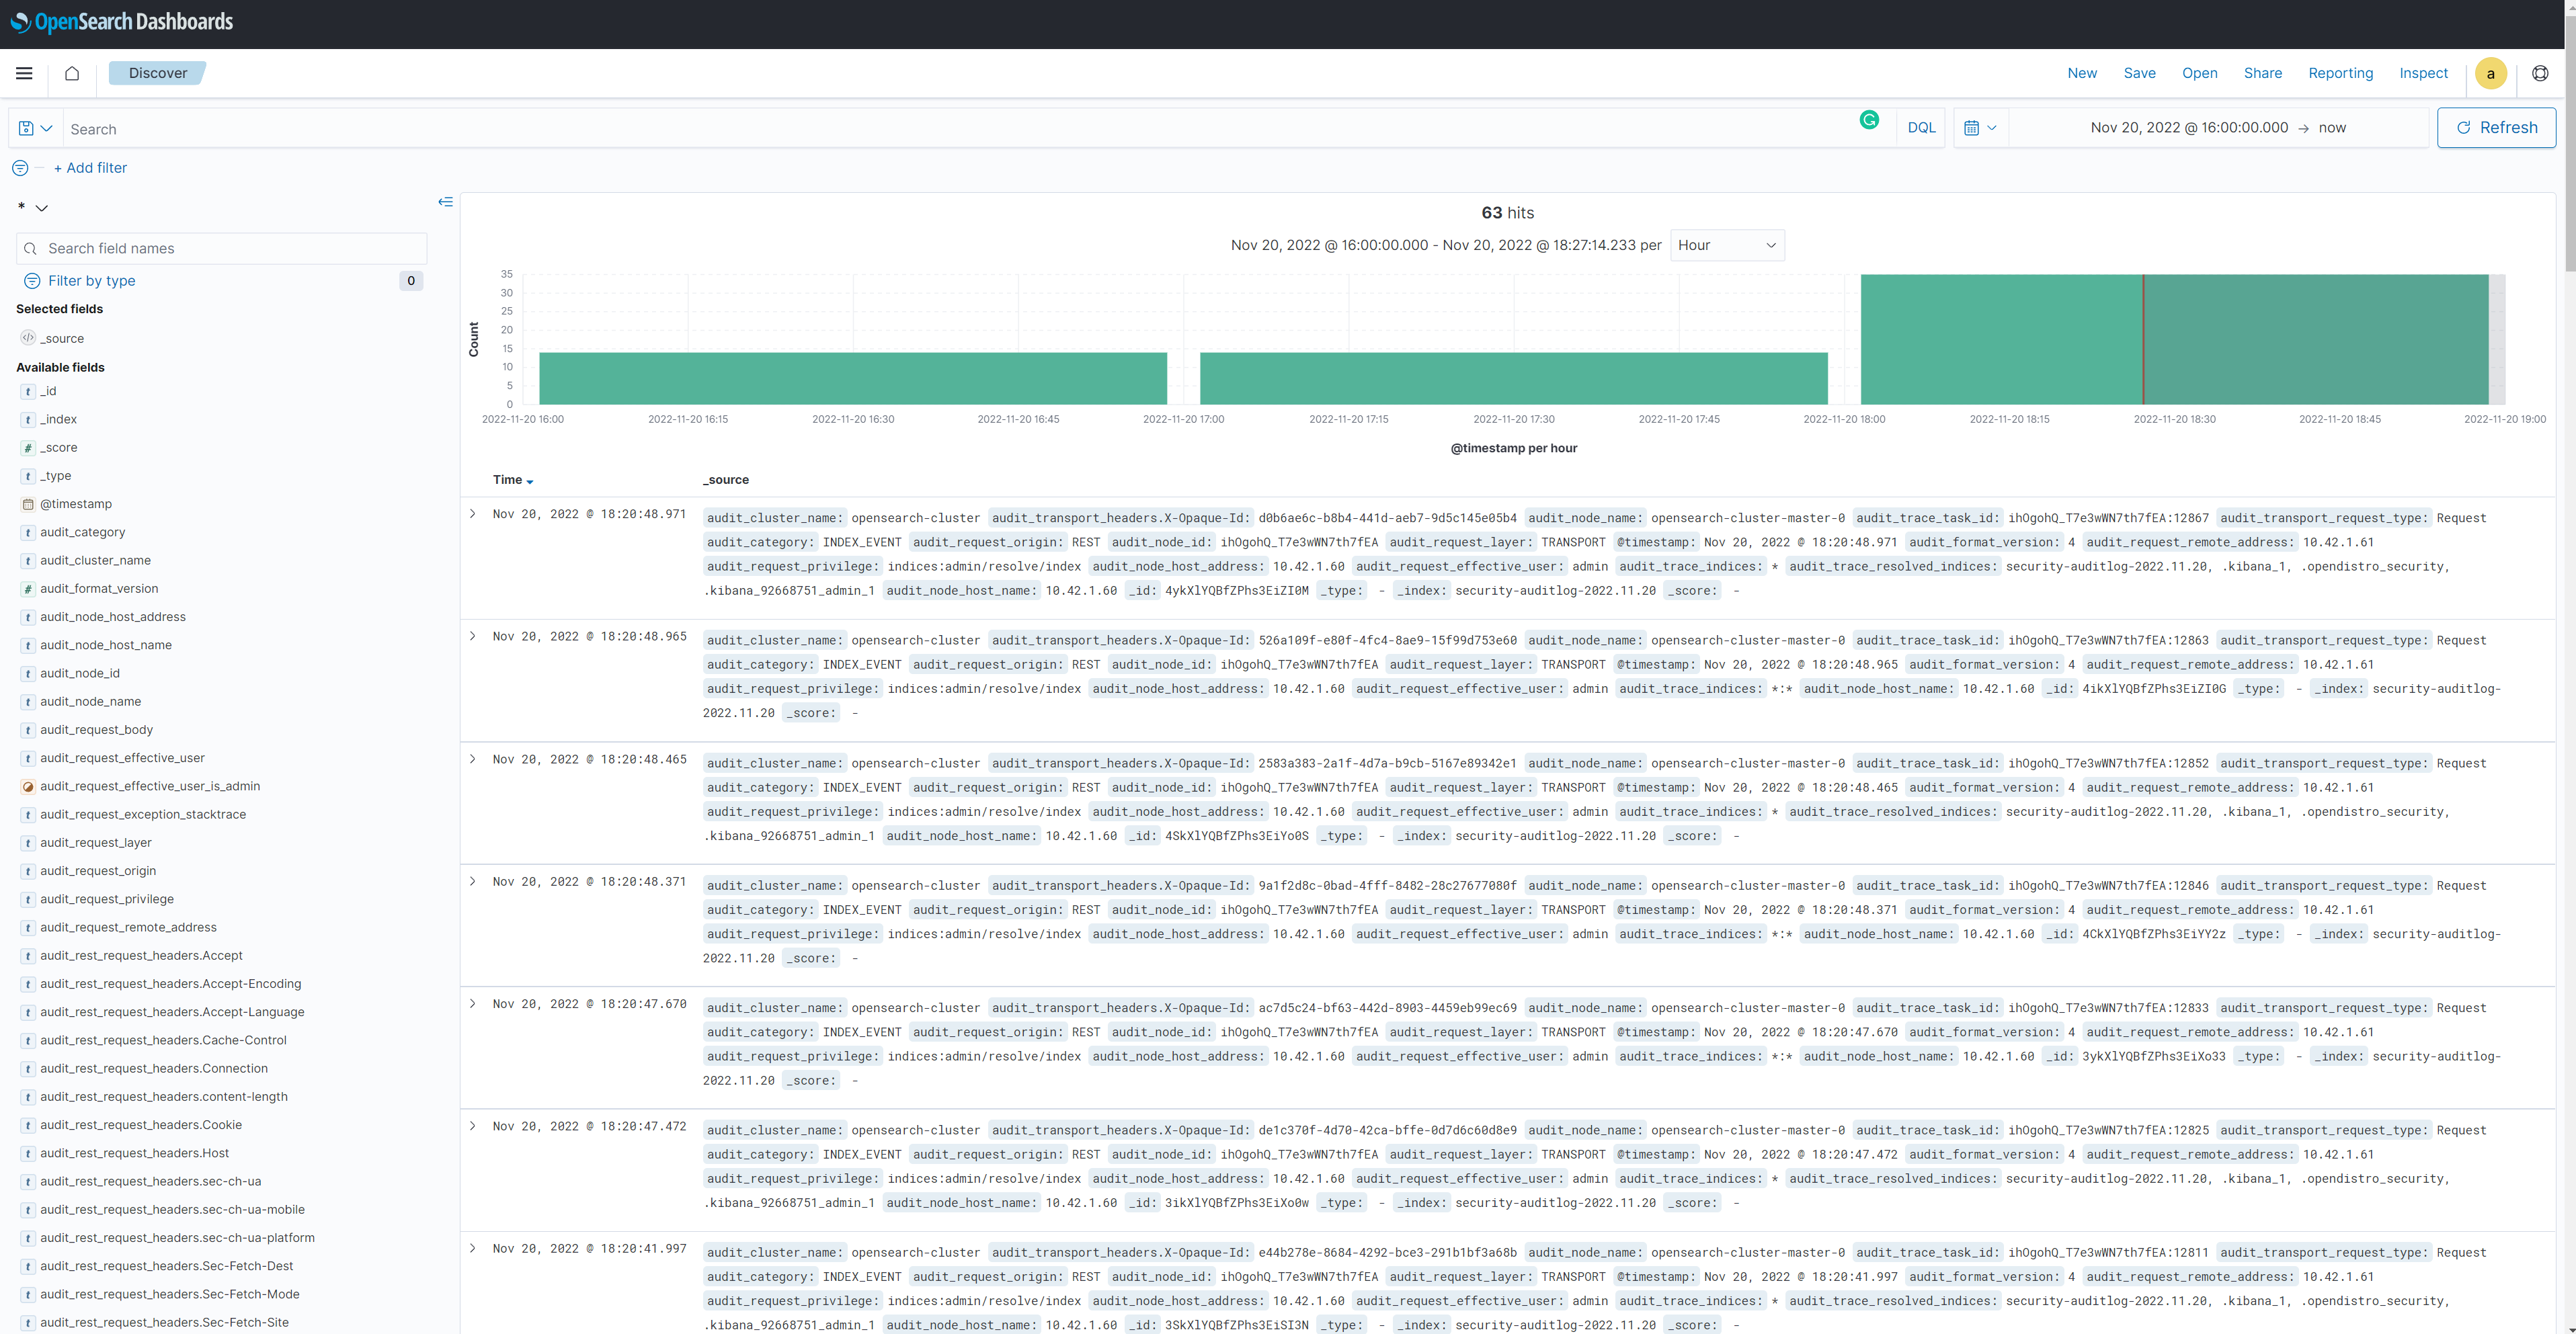 OpenSearch Dashboards
Discover
New Save Open Share Reporting Inspect a
Search DQL Nov 20, 2022 @ 16:00:00.000 → now Refresh
+ Add filter
*
Search field names
Filter by type 0
Selected fields
_source
Available fields
t _id
t _index
# _score
t _type
@timestamp
t audit_category
t audit_cluster_name
# audit_format_version
t audit_node_host_address
t audit_node_host_name
t audit_node_id
t audit_node_name
t audit_request_body
t audit_request_effective_user
audit_request_effective_user_is_admin
t audit_request_exception_stacktrace
t audit_request_layer
t audit_request_origin
t audit_request_privilege
t audit_request_remote_address
t audit_rest_request_headers.Accept
t audit_rest_request_headers.Accept-Encoding
t audit_rest_request_headers.Accept-Language
t audit_rest_request_headers.Cache-Control
t audit_rest_request_headers.Connection
t audit_rest_request_headers.content-length
t audit_rest_request_headers.Cookie
t audit_rest_request_headers.Host
t audit_rest_request_headers.sec-ch-ua
t audit_rest_request_headers.sec-ch-ua-mobile
t audit_rest_request_headers.sec-ch-ua-platform
t audit_rest_request_headers.Sec-Fetch-Dest
t audit_rest_request_headers.Sec-Fetch-Mode
t audit_rest_request_headers.Sec-Fetch-Site
63 hits
Nov 20, 2022 @ 16:00:00.000 - Nov 20, 2022 @ 18:27:14.233 per Hour
Count
35
30
25
20
15
10
5
0
2022-11-20 16:00 2022-11-20 16:15 2022-11-20 16:30 2022-11-20 16:45 2022-11-20 17:00 2022-11-20 17:15 2022-11-20 17:30 2022-11-20 17:45 2022-11-20 18:00 2022-11-20 18:15 2022-11-20 18:30 2022-11-20 18:45 2022-11-20 19:00
@timestamp per hour
Time _source
Nov 20, 2022 @ 18:20:48.971 audit_cluster_name: opensearch-cluster audit_transport_headers.X-Opaque-Id: d0b6ae6c-b8b4-441d-aeb7-9d5c145e05b4 audit_node_name: opensearch-cluster-master-0 audit_trace_task_id: ihOgohQ_T7e3wWN7th7fEA:12867 audit_transport_request_type: Request
audit_category: INDEX_EVENT audit_request_origin: REST audit_node_id: ihOgohQ_T7e3wWN7th7fEA audit_request_layer: TRANSPORT @timestamp: Nov 20, 2022 @ 18:20:48.971 audit_format_version: 4 audit_request_remote_address: 10.42.1.61
audit_request_privilege: indices:admin/resolve/index audit_node_host_address: 10.42.1.60 audit_request_effective_user: admin audit_trace_indices: * audit_trace_resolved_indices: security-auditlog-2022.11.20, .kibana_1, .opendistro_security,
.kibana_92668751_admin_1 audit_node_host_name: 10.42.1.60 _id: 4ykXlYQBfZPhs3EiZI0M _type: - _index: security-auditlog-2022.11.20 _score: -
Nov 20, 2022 @ 18:20:48.965 audit_cluster_name: opensearch-cluster audit_transport_headers.X-Opaque-Id: 526a109f-e80f-4fc4-8ae9-15f99d753e60 audit_node_name: opensearch-cluster-master-0 audit_trace_task_id: ihOgohQ_T7e3wWN7th7fEA:12863 audit_transport_request_type: Request
audit_category: INDEX_EVENT audit_request_origin: REST audit_node_id: ihOgohQ_T7e3wWN7th7fEA audit_request_layer: TRANSPORT @timestamp: Nov 20, 2022 @ 18:20:48.965 audit_format_version: 4 audit_request_remote_address: 10.42.1.61
audit_request_privilege: indices:admin/resolve/index audit_node_host_address: 10.42.1.60 audit_request_effective_user: admin audit_trace_indices: *:* audit_node_host_name: 10.42.1.60 _id: 4ikXlYQBfZPhs3EiZI0G _type: - _index: security-auditlog-
2022.11.20 _score: -
Nov 20, 2022 @ 18:20:48.465 audit_cluster_name: opensearch-cluster audit_transport_headers.X-Opaque-Id: 2583a383-2a1f-4d7a-b9cb-5167e89342e1 audit_node_name: opensearch-cluster-master-0 audit_trace_task_id: ihOgohQ_T7e3wWN7th7fEA:12852 audit_transport_request_type: Request
audit_category: INDEX_EVENT audit_request_origin: REST audit_node_id: ihOgohQ_T7e3wWN7th7fEA audit_request_layer: TRANSPORT @timestamp: Nov 20, 2022 @ 18:20:48.465 audit_format_version: 4 audit_request_remote_address: 10.42.1.61
audit_request_privilege: indices:admin/resolve/index audit_node_host_address: 10.42.1.60 audit_request_effective_user: admin audit_trace_indices: * audit_trace_resolved_indices: security-auditlog-2022.11.20, .kibana_1, .opendistro_security,
.kibana_92668751_admin_1 audit_node_host_name: 10.42.1.60 _id: 4SkXlYQBfZPhs3EiYo0S _type: - _index: security-auditlog-2022.11.20 _score: -
Nov 20, 2022 @ 18:20:48.371 audit_cluster_name: opensearch-cluster audit_transport_headers.X-Opaque-Id: 9a1f2d8c-0bad-4fff-8482-28c27677080f audit_node_name: opensearch-cluster-master-0 audit_trace_task_id: ihOgohQ_T7e3wWN7th7fEA:12846 audit_transport_request_type: Request
audit_category: INDEX_EVENT audit_request_origin: REST audit_node_id: ihOgohQ_T7e3wWN7th7fEA audit_request_layer: TRANSPORT @timestamp: Nov 20, 2022 @ 18:20:48.371 audit_format_version: 4 audit_request_remote_address: 10.42.1.61
audit_request_privilege: indices:admin/resolve/index audit_node_host_address: 10.42.1.60 audit_request_effective_user: admin audit_trace_indices: *:* audit_node_host_name: 10.42.1.60 _id: 4CkXlYQBfZPhs3EiYY2z _type: - _index: security-auditlog-
2022.11.20 _score: -
Nov 20, 2022 @ 18:20:47.670 audit_cluster_name: opensearch-cluster audit_transport_headers.X-Opaque-Id: ac7d5c24-bf63-442d-8903-4459eb99ec69 audit_node_name: opensearch-cluster-master-0 audit_trace_task_id: ihOgohQ_T7e3wWN7th7fEA:12833 audit_transport_request_type: Request
audit_category: INDEX_EVENT audit_request_origin: REST audit_node_id: ihOgohQ_T7e3wWN7th7fEA audit_request_layer: TRANSPORT @timestamp: Nov 20, 2022 @ 18:20:47.670 audit_format_version: 4 audit_request_remote_address: 10.42.1.61
audit_request_privilege: indices:admin/resolve/index audit_node_host_address: 10.42.1.60 audit_request_effective_user: admin audit_trace_indices: *:* audit_node_host_name: 10.42.1.60 _id: 3ykXlYQBfZPhs3EiXo33 _type: - _index: security-auditlog-
2022.11.20 _score: -
Nov 20, 2022 @ 18:20:47.472 audit_cluster_name: opensearch-cluster audit_transport_headers.X-Opaque-Id: de1c370f-4d70-42ca-bffe-0d7d6c60d8e9 audit_node_name: opensearch-cluster-master-0 audit_trace_task_id: ihOgohQ_T7e3wWN7th7fEA:12825 audit_transport_request_type: Request
audit_category: INDEX_EVENT audit_request_origin: REST audit_node_id: ihOgohQ_T7e3wWN7th7fEA audit_request_layer: TRANSPORT @timestamp: Nov 20, 2022 @ 18:20:47.472 audit_format_version: 4 audit_request_remote_address: 10.42.1.61
audit_request_privilege: indices:admin/resolve/index audit_node_host_address: 10.42.1.60 audit_request_effective_user: admin audit_trace_indices: * audit_trace_resolved_indices: security-auditlog-2022.11.20, .kibana_1, .opendistro_security,
.kibana_92668751_admin_1 audit_node_host_name: 10.42.1.60 _id: 3ikXlYQBfZPhs3EiXo0w _type: - _index: security-auditlog-2022.11.20 _score: -
Nov 20, 2022 @ 18:20:41.997 audit_cluster_name: opensearch-cluster audit_transport_headers.X-Opaque-Id: e44b278e-8684-4292-bce3-291b1bf3a68b audit_node_name: opensearch-cluster-master-0 audit_trace_task_id: ihOgohQ_T7e3wWN7th7fEA:12811 audit_transport_request_type: Request
audit_category: INDEX_EVENT audit_request_origin: REST audit_node_id: ihOgohQ_T7e3wWN7th7fEA audit_request_layer: TRANSPORT @timestamp: Nov 20, 2022 @ 18:20:41.997 audit_format_version: 4 audit_request_remote_address: 10.42.1.61
audit_request_privilege: indices:admin/resolve/index audit_node_host_address: 10.42.1.60 audit_request_effective_user: admin audit_trace_indices: * audit_trace_resolved_indices: security-auditlog-2022.11.20, .kibana_1, .opendistro_security,
.kibana_92668751_admin_1 audit_node_host_name: 10.42.1.60 _id: 3SkXlYQBfZPhs3EiSI3N _type: - _index: security-auditlog-2022.11.20 _score: -